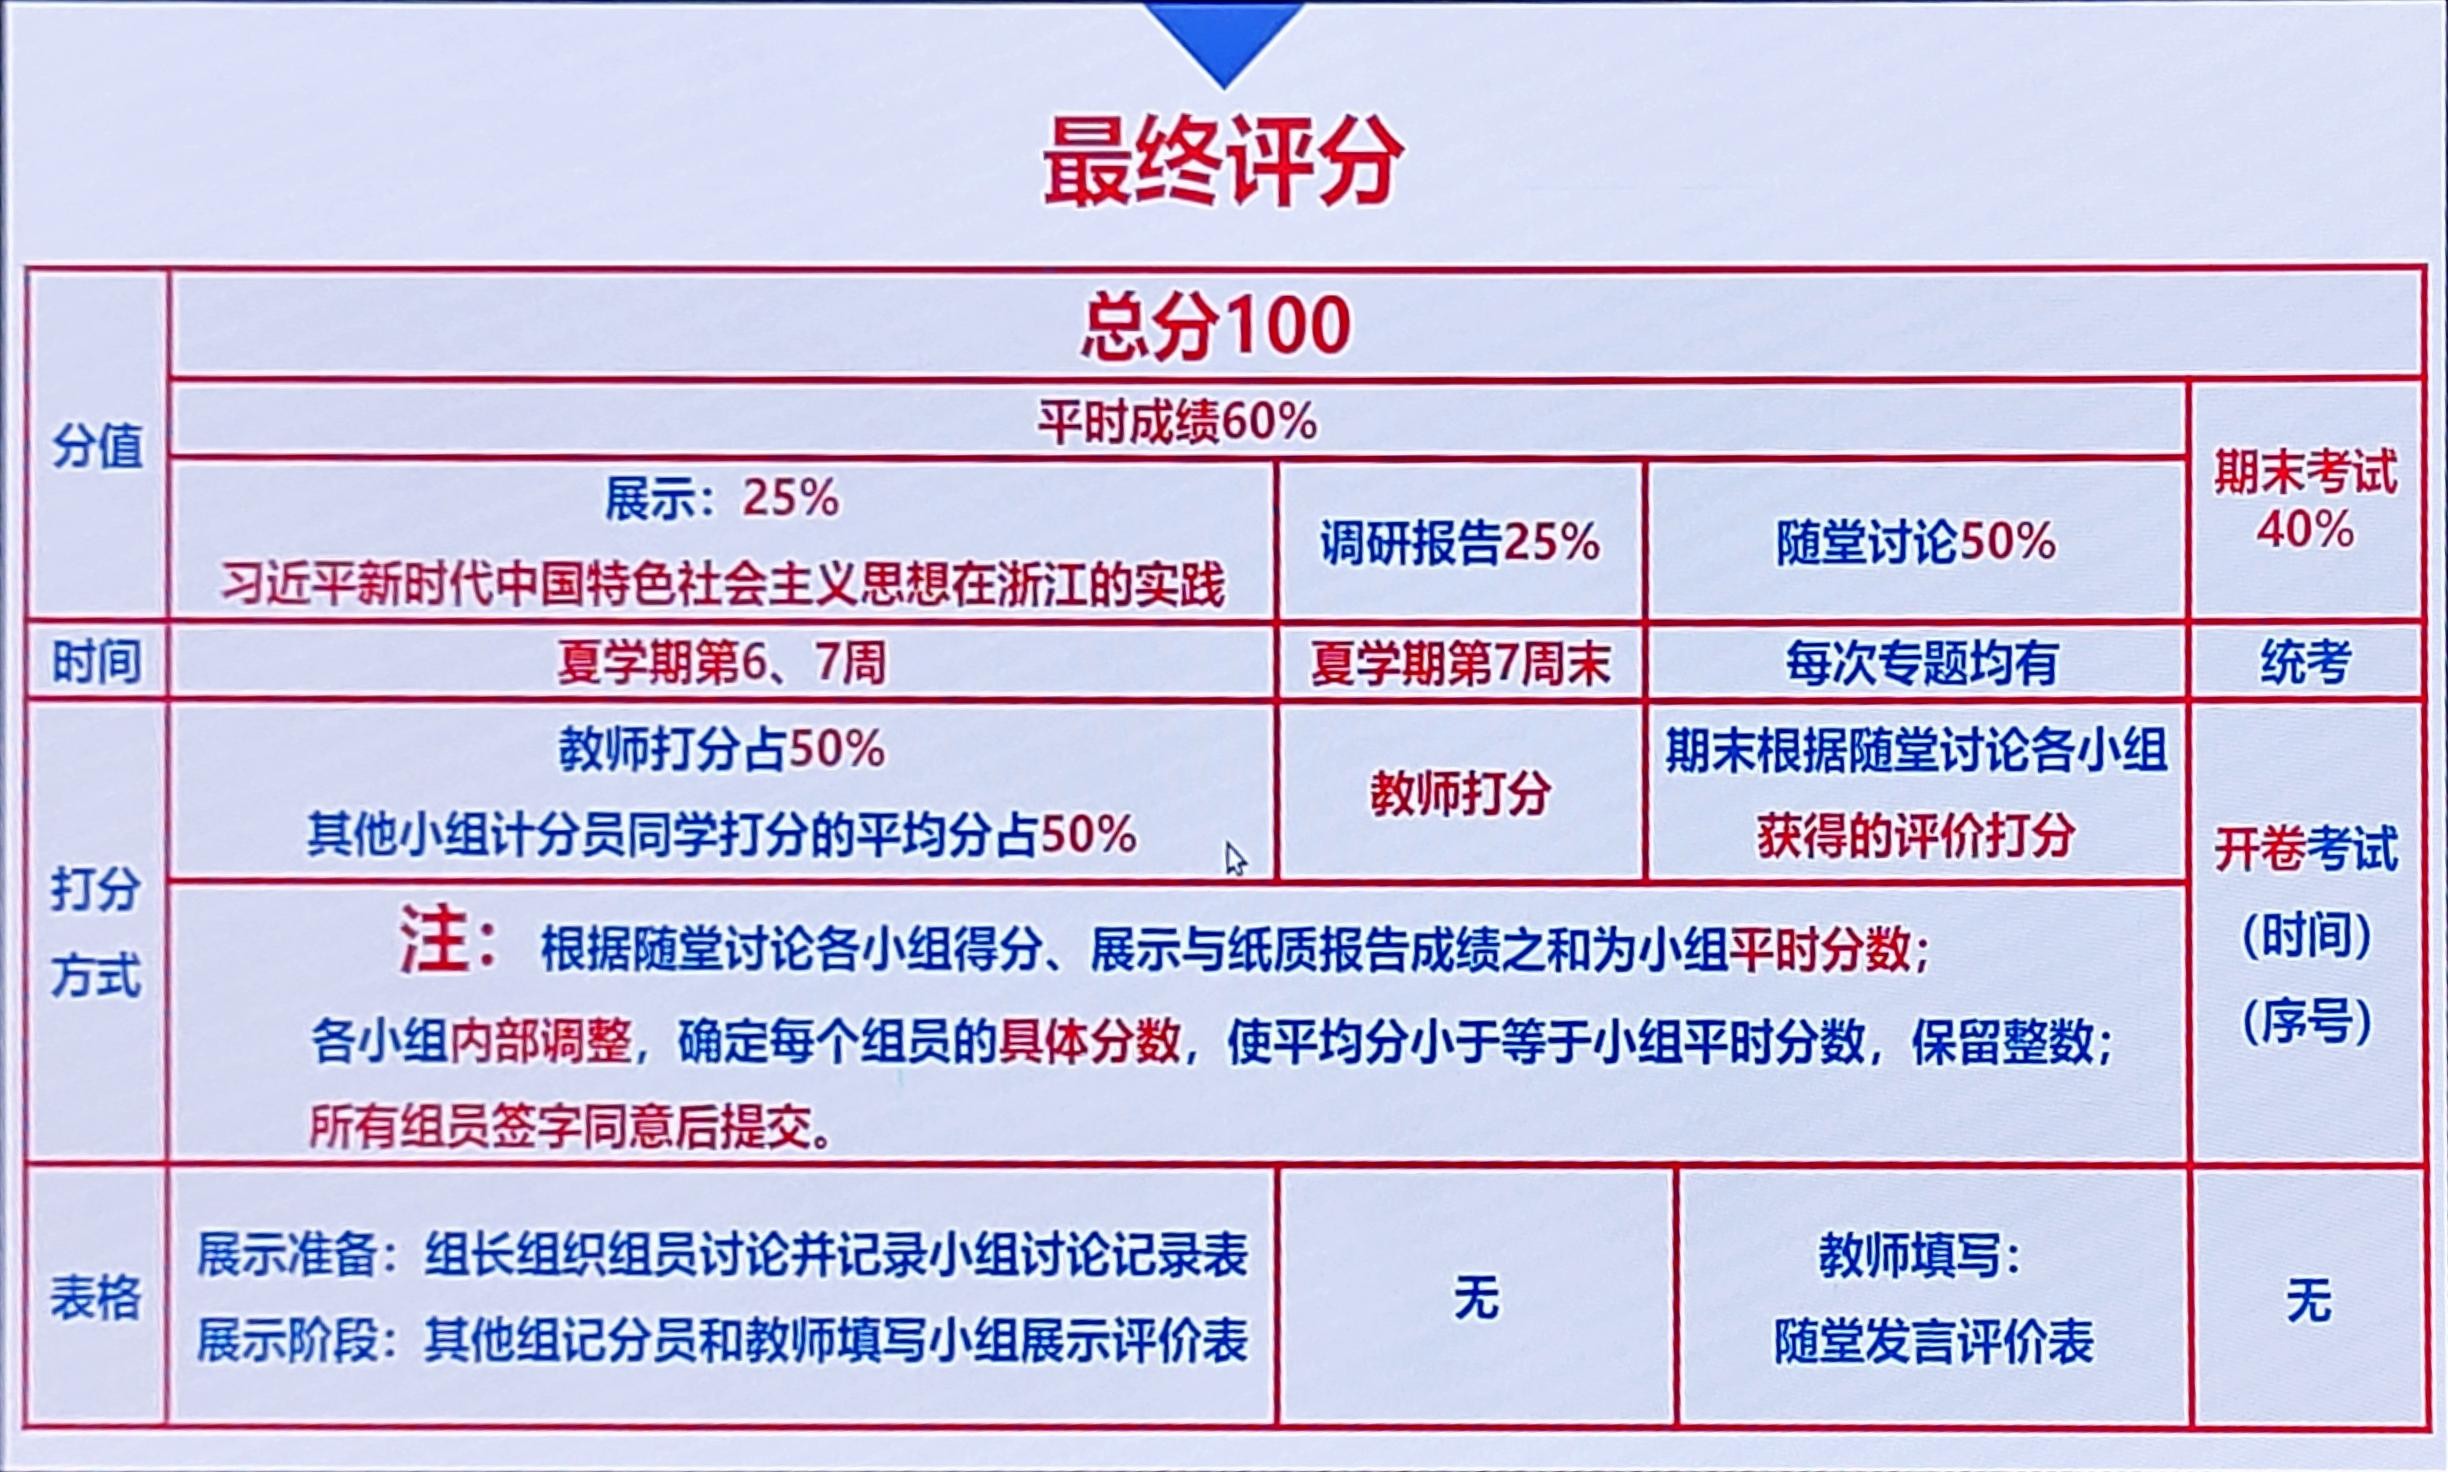 最终评分
分值
总分100
平时成绩60%
期末考试
40%
展示：25%
习近平新时代中国特色社会主义思想在浙江的实践
调研报告25%
随堂讨论50%
时间
夏学期第6、7周
夏学期第7周末
每次专题均有
统考
打分
方式
教师打分占50%
其他小组计分员同学打分的平均分占50%
教师打分
期末根据随堂讨论各小组
获得的评价打分
开卷考试
（时间）
（序号）
注：根据随堂讨论各小组得分、展示与纸质报告成绩之和为小组平时分数；
各小组内部调整，确定每个组员的具体分数，使平均分小于等于小组平时分数，保留整数；
所有组员签字同意后提交。
表格
展示准备：组长组织组员讨论并记录小组讨论记录表
展示阶段：其他组记分员和教师填写小组展示评价表
无
教师填写：
随堂发言评价表
无